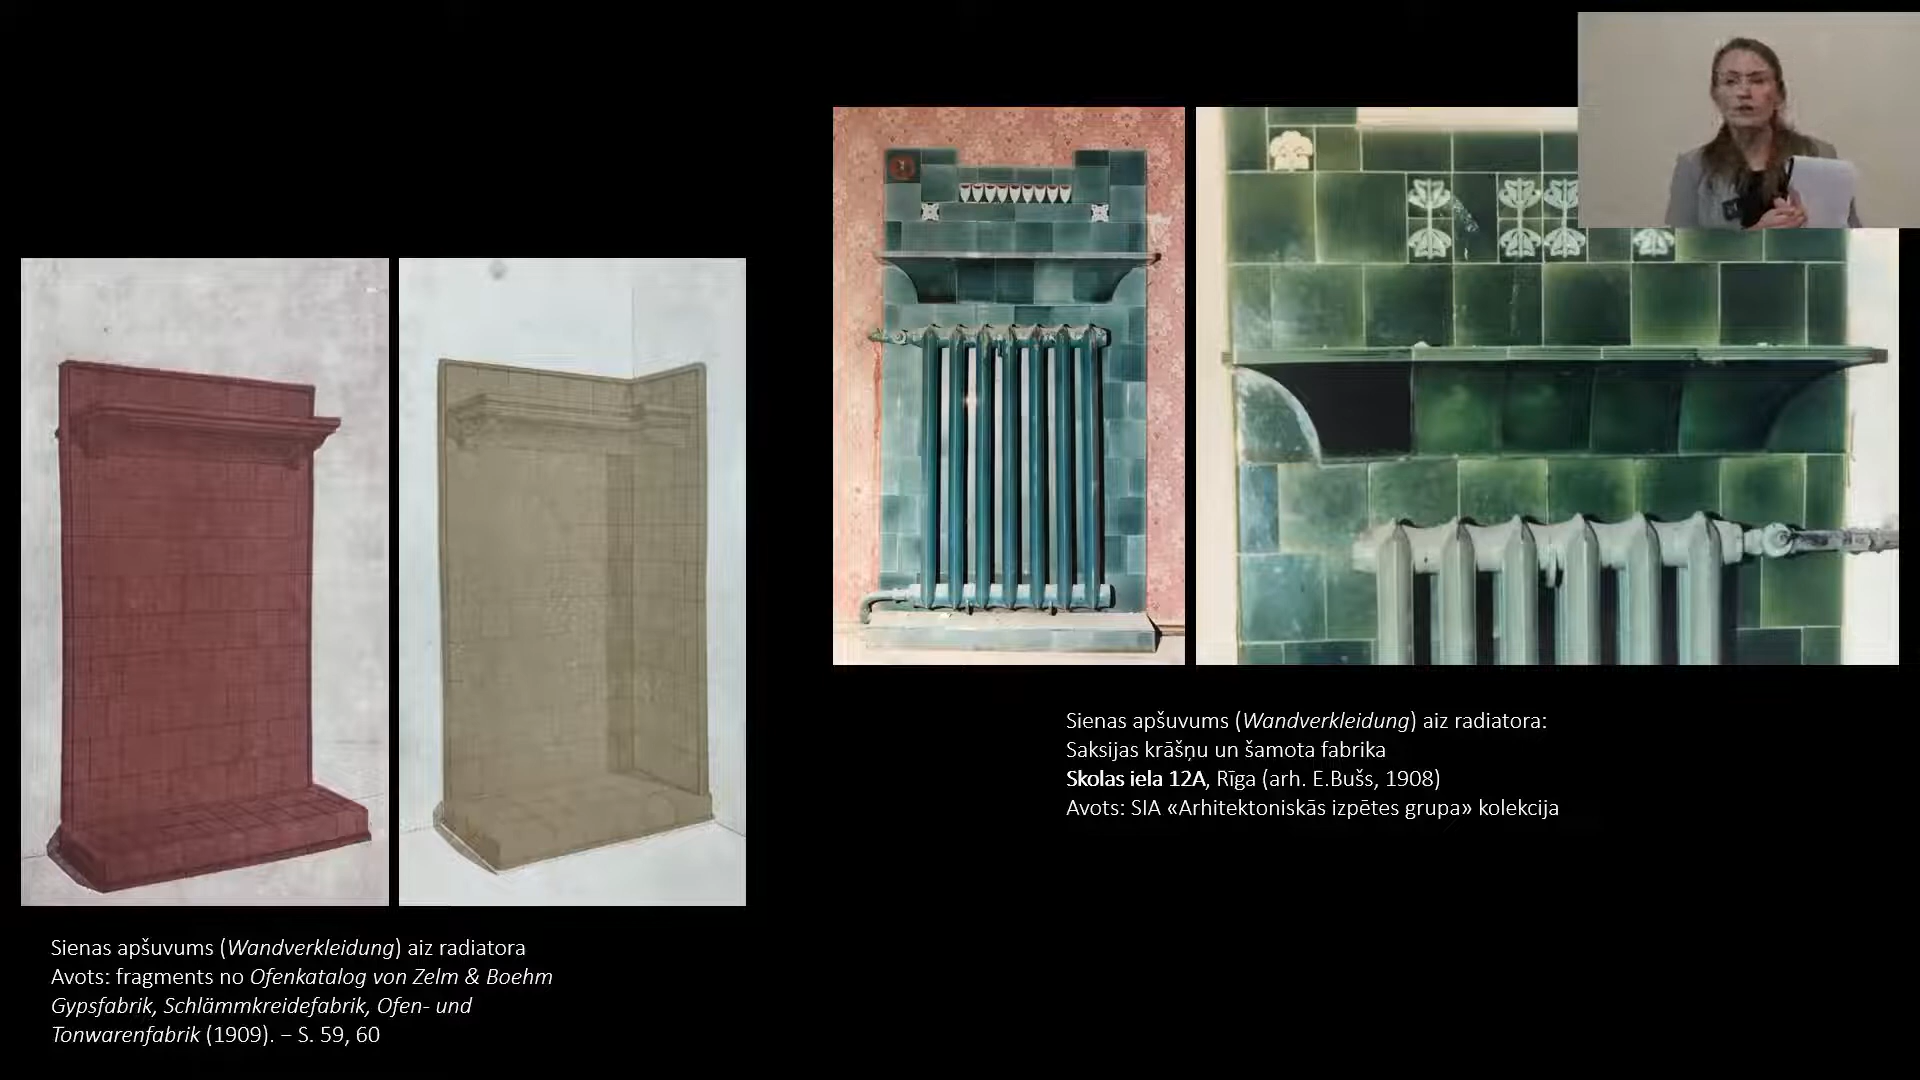 Sienas apšuvums (Wandverkleidung) aiz radiatora:
Saksijas krāšņu un šamota fabrika
Skolas iela 12A, Rīga (arh. E.Bušs, 1908)
Avots: SIA «Arhitektoniskās izpētes grupa» kolekcija
Sienas apšuvums (Wandverkleidung) aiz radiatora
Avots: fragments no Ofenkatalog von Zelm & Boehm
Gypsfabrik, Schlämmkreidefabrik, Ofen- und
Tonwarenfabrik (1909). – S. 59, 60